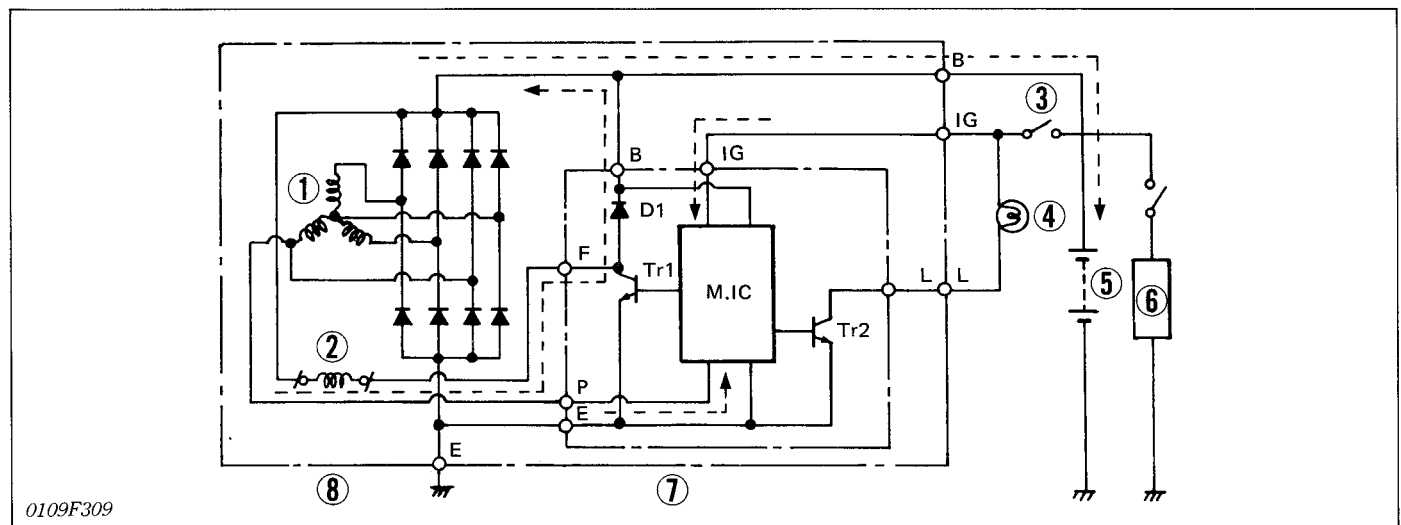 B
③
IG
B
IG
①
D1
④
F
Tr1
M.IC
L
L
⑤
⑥
Tr2
②
P
E
E
⑧
⑦
0109F309